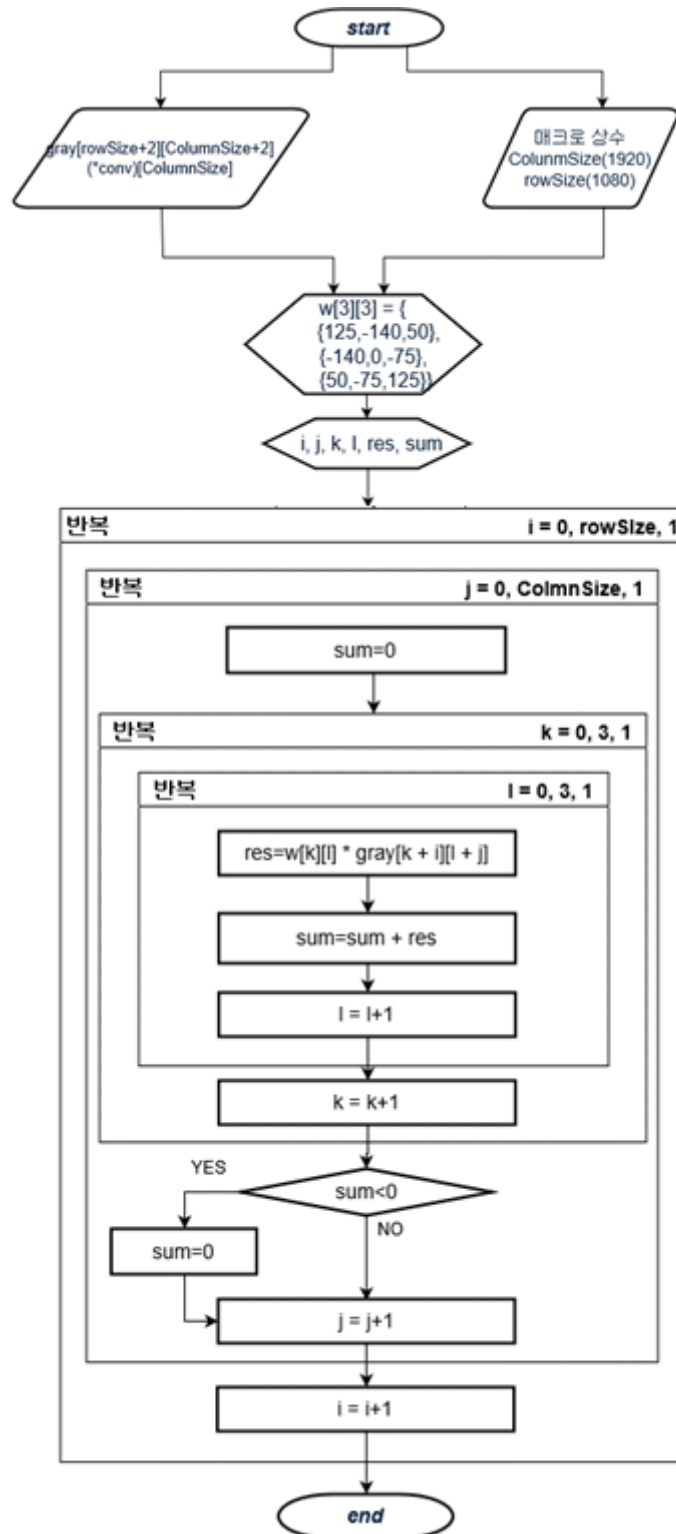 start
gray[rowSize+2][ColumnSize+2]
(*conv)[ColumnSize]
매크로 상수
ColunmSize(1920)
rowSize(1080)
w[3][3] = {
{125,-140,50},
{-140,0,-75},
{50,-75,125}}
i, j, k, l, res, sum
반복
i = 0, rowSize, 1
반복
j = 0, ColmnSize, 1
sum=0
반복
k = 0, 3, 1
반복
l = 0, 3, 1
res=w[k][l] * gray[k + i][l + j]
sum=sum + res
l = l+1
k = k+1
YES
sum<0
NO
sum=0
j = j+1
i = i+1
end